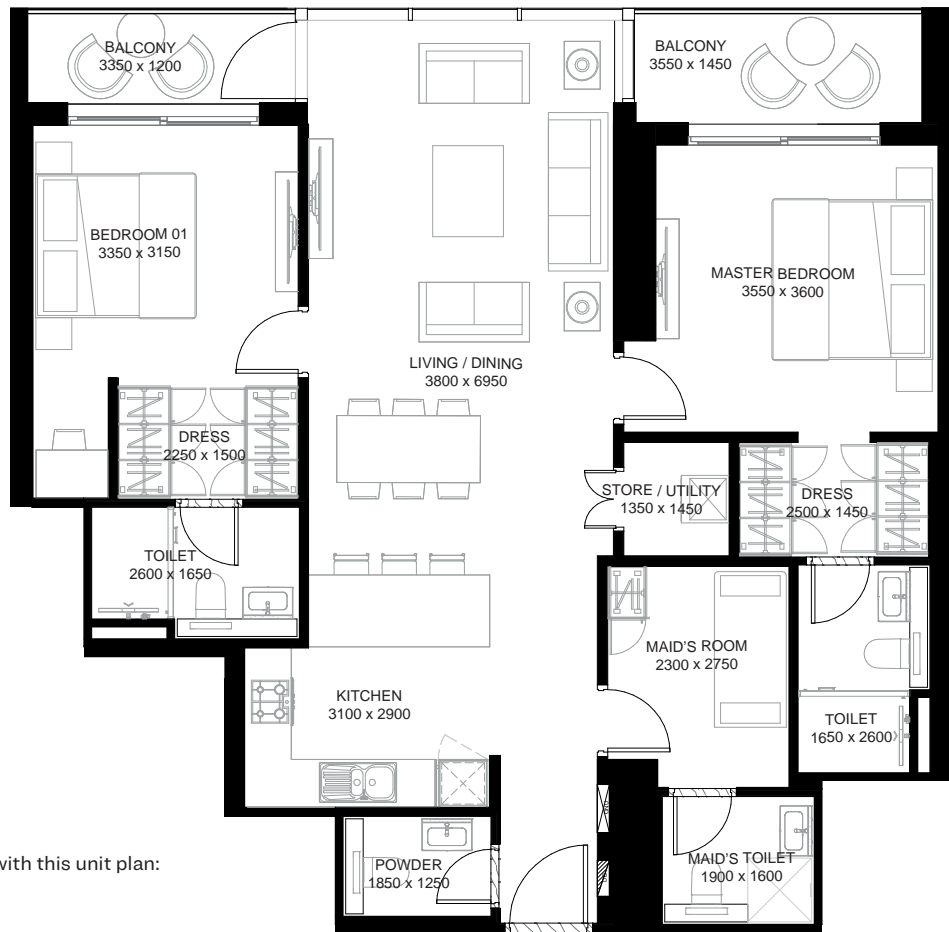 BALCONY
3350 x 1200
BALCONY
3550 x 1450
BEDROOM 01
3350 x 3150
MASTER BEDROOM
3550 x 3600
LIVING / DINING
3800 x 6950
DRESS
2250 x 1500
STORE / UTILITY
1350 x 1450
DRESS
2500 x 1450
TOILET
2600 x 1650
MAID'S ROOM
2300 x 2750
KITCHEN
3100 x 2900
TOILET
1650 x 2600
with this unit plan:
POWDER
1850 x 1250
MAID'S TOILET
1900 x 1600